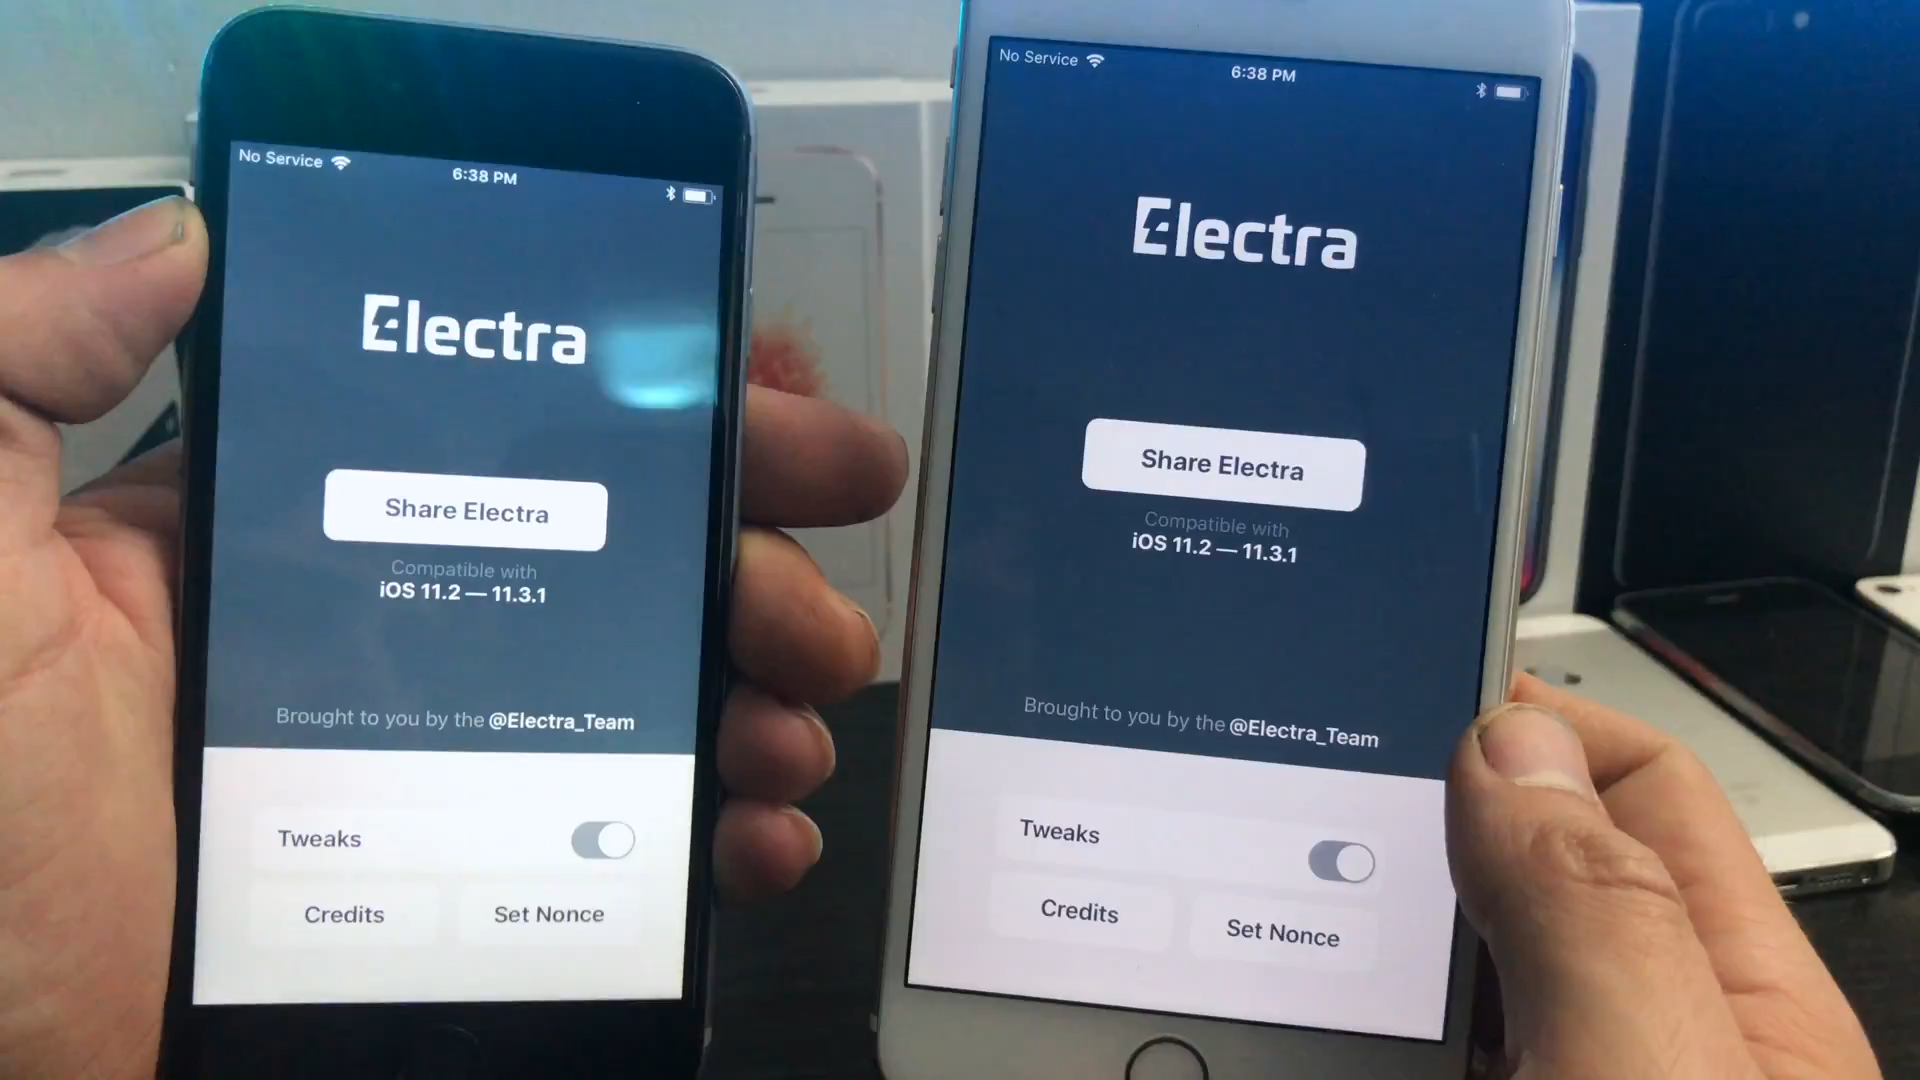 No Service
6:38 PM
Electra
Share Electra
Compatible with
iOS 11.2 — 11.3.1
Brought to you by the @Electra_Team
Tweaks
Credits
Set Nonce
No Service
6:38 PM
Electra
Share Electra
Compatible with
iOS 11.2 — 11.3.1
Brought to you by the @Electra_Team
Tweaks
Credits
Set Nonce